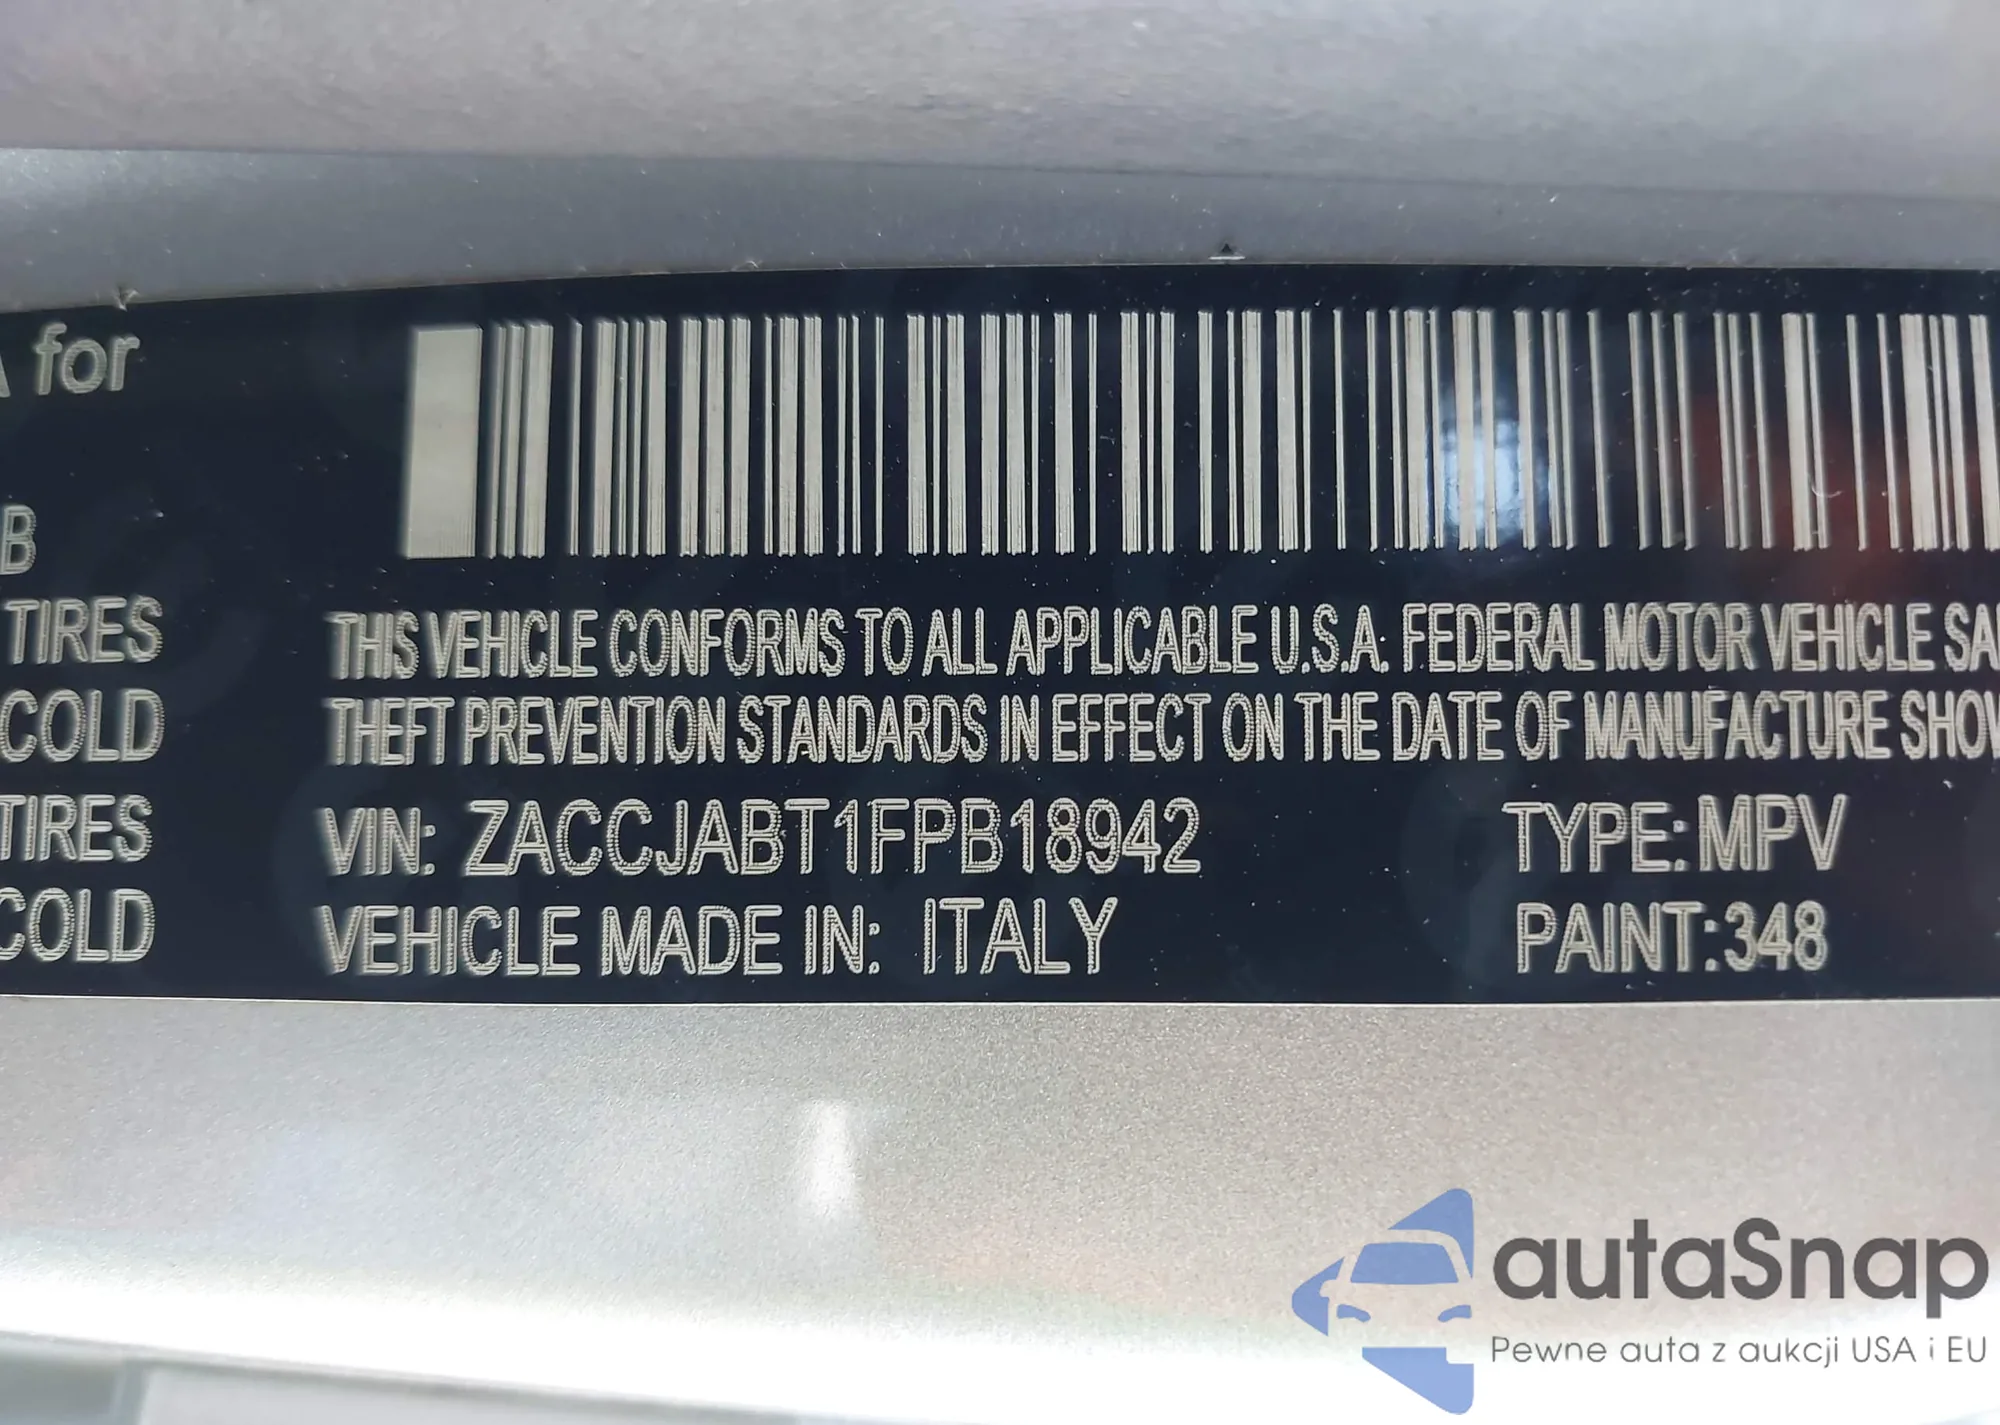 A for
B
TIRES
COLD
TIRES
COLD
THIS VEHICLE CONFORMS TO ALL APPLICABLE U.S.A. FEDERAL MOTOR VEHICLE SA
THEFT PREVENTION STANDARDS IN EFFECT ON THE DATE OF MANUFACTURE SHOW
VIN: ZACCJABT1FPB18942 TYPE: MPV
VEHICLE MADE IN: ITALY PAINT:348
autaSnap
Pewne auta z aukcji USA i EU